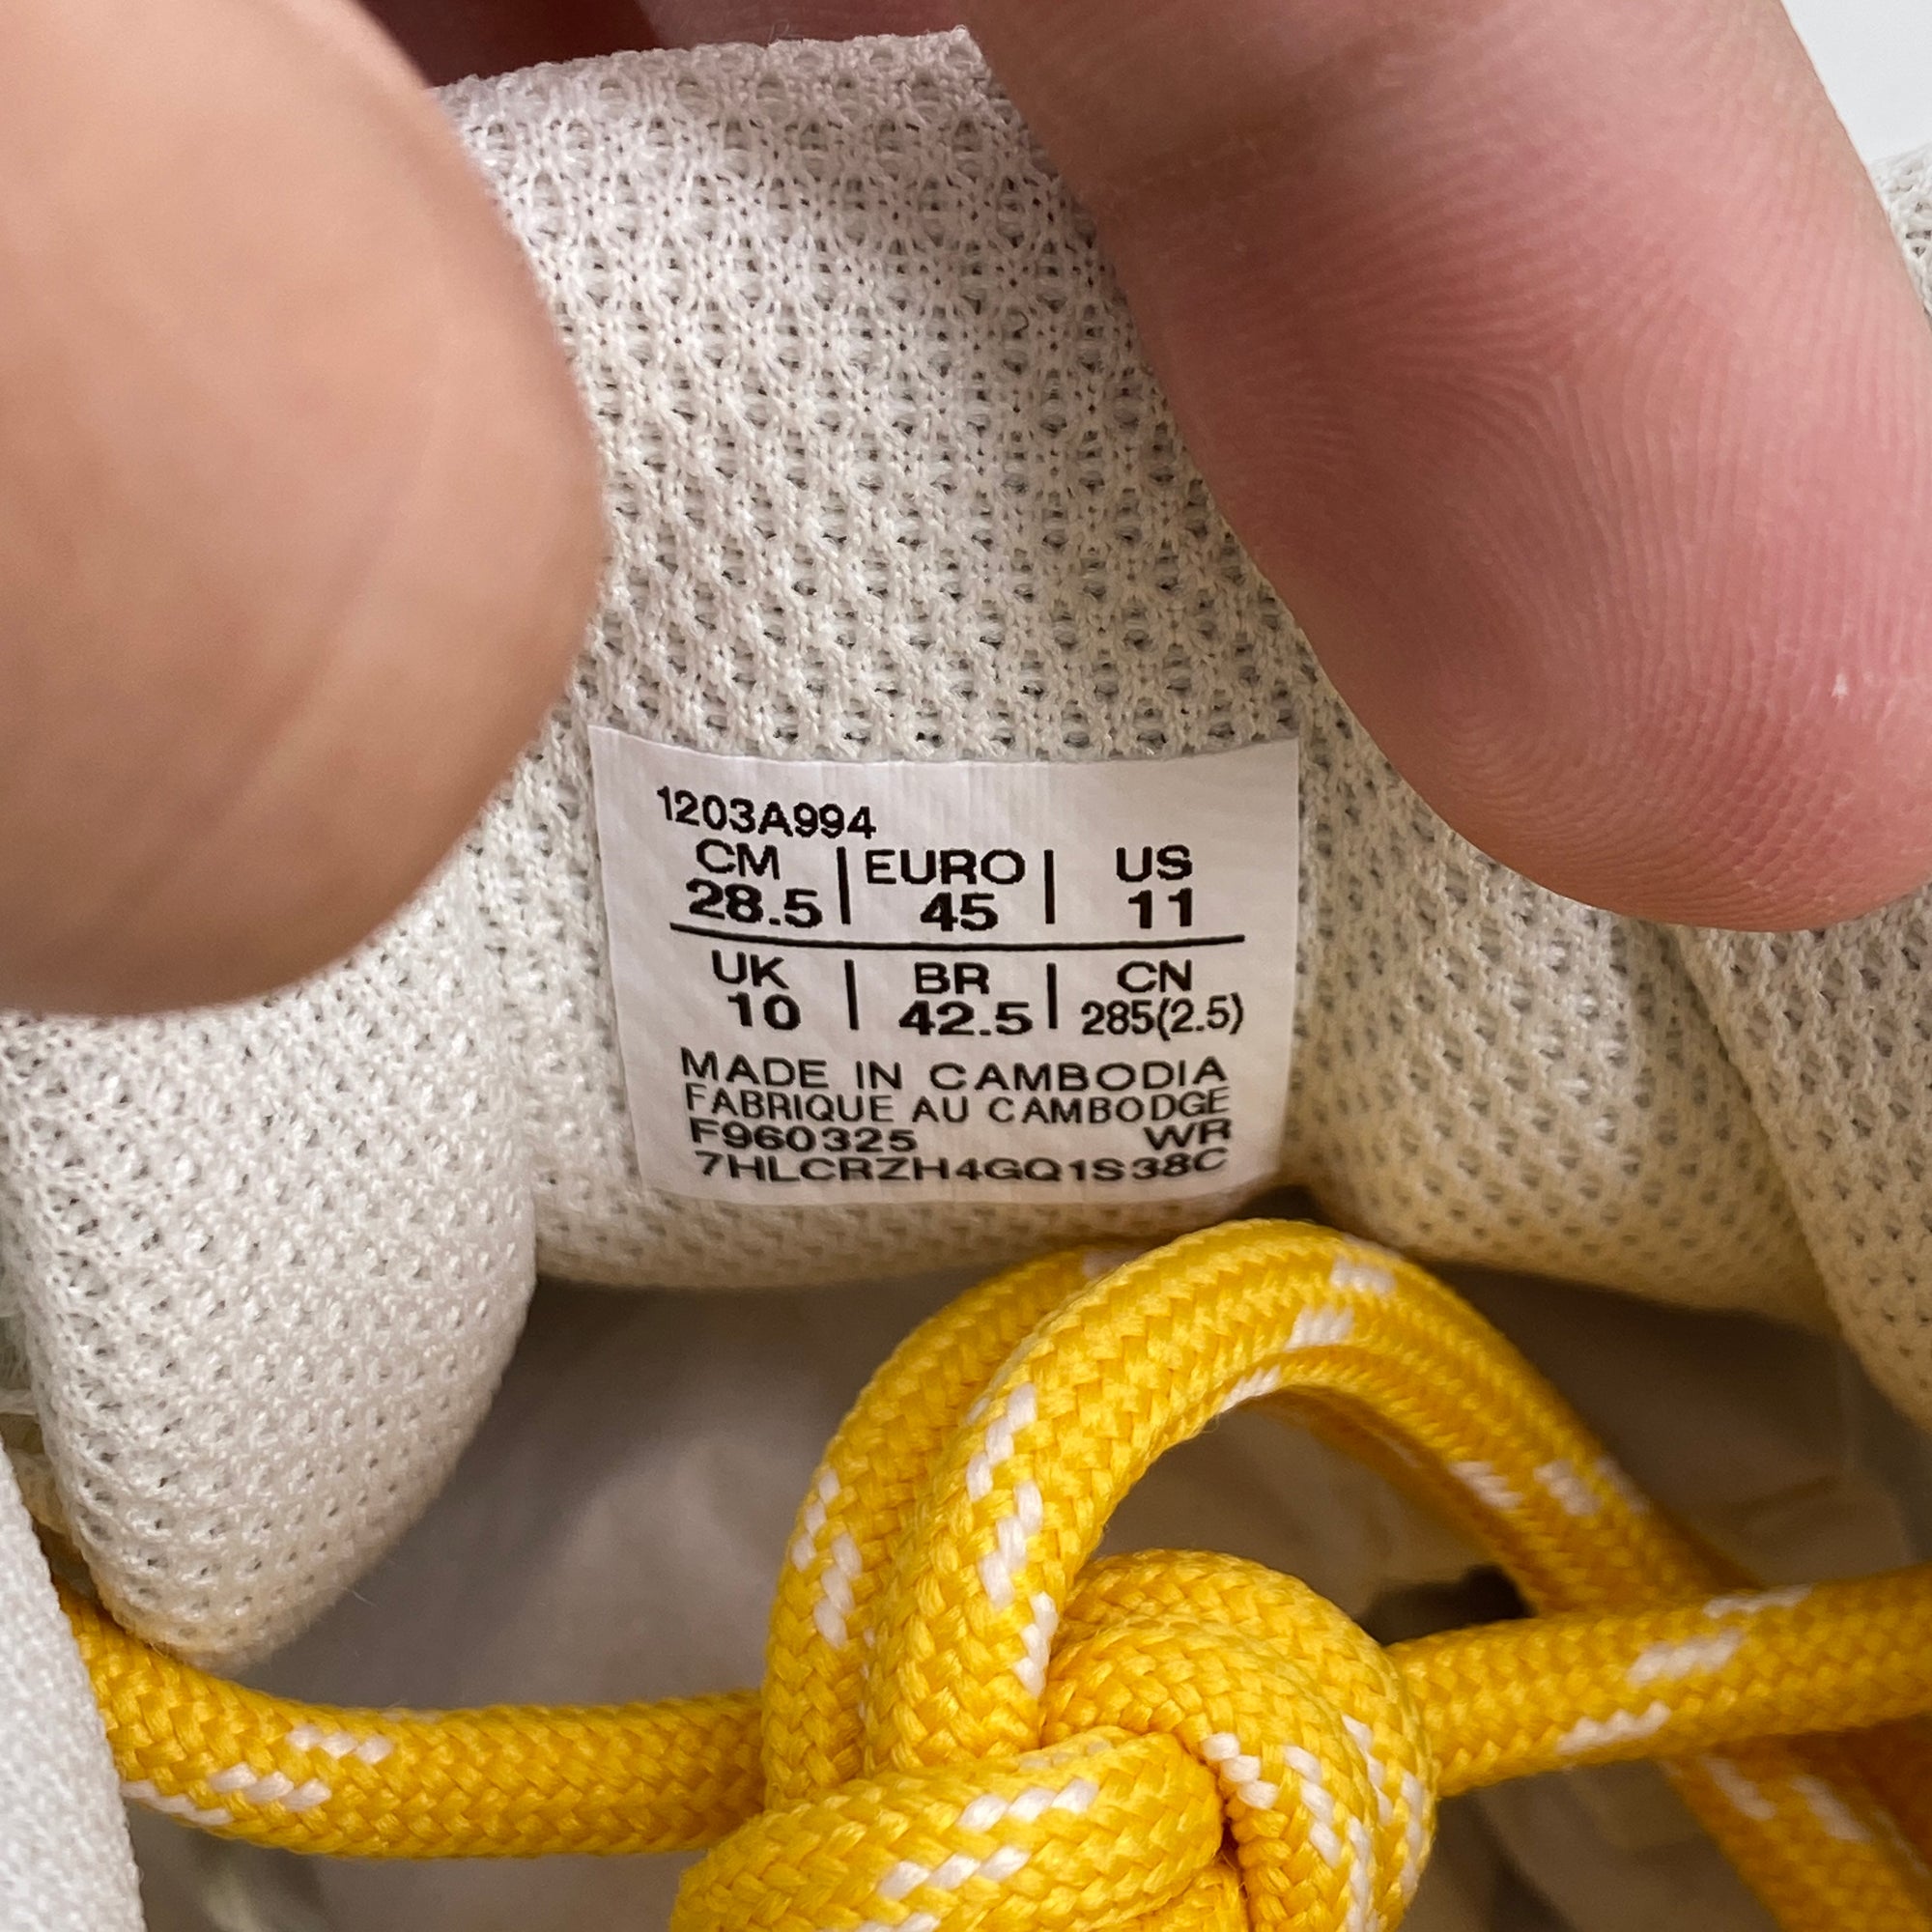 1203A994
CM | EURO | US
28.5 | 45 | 11
UK | BR | CN
10 | 42.5 | 285(2.5)
MADE IN CAMBODIA
FABRIQUE AU CAMBODGE
F960325 WR
7HLCRZH4GQ1S38C